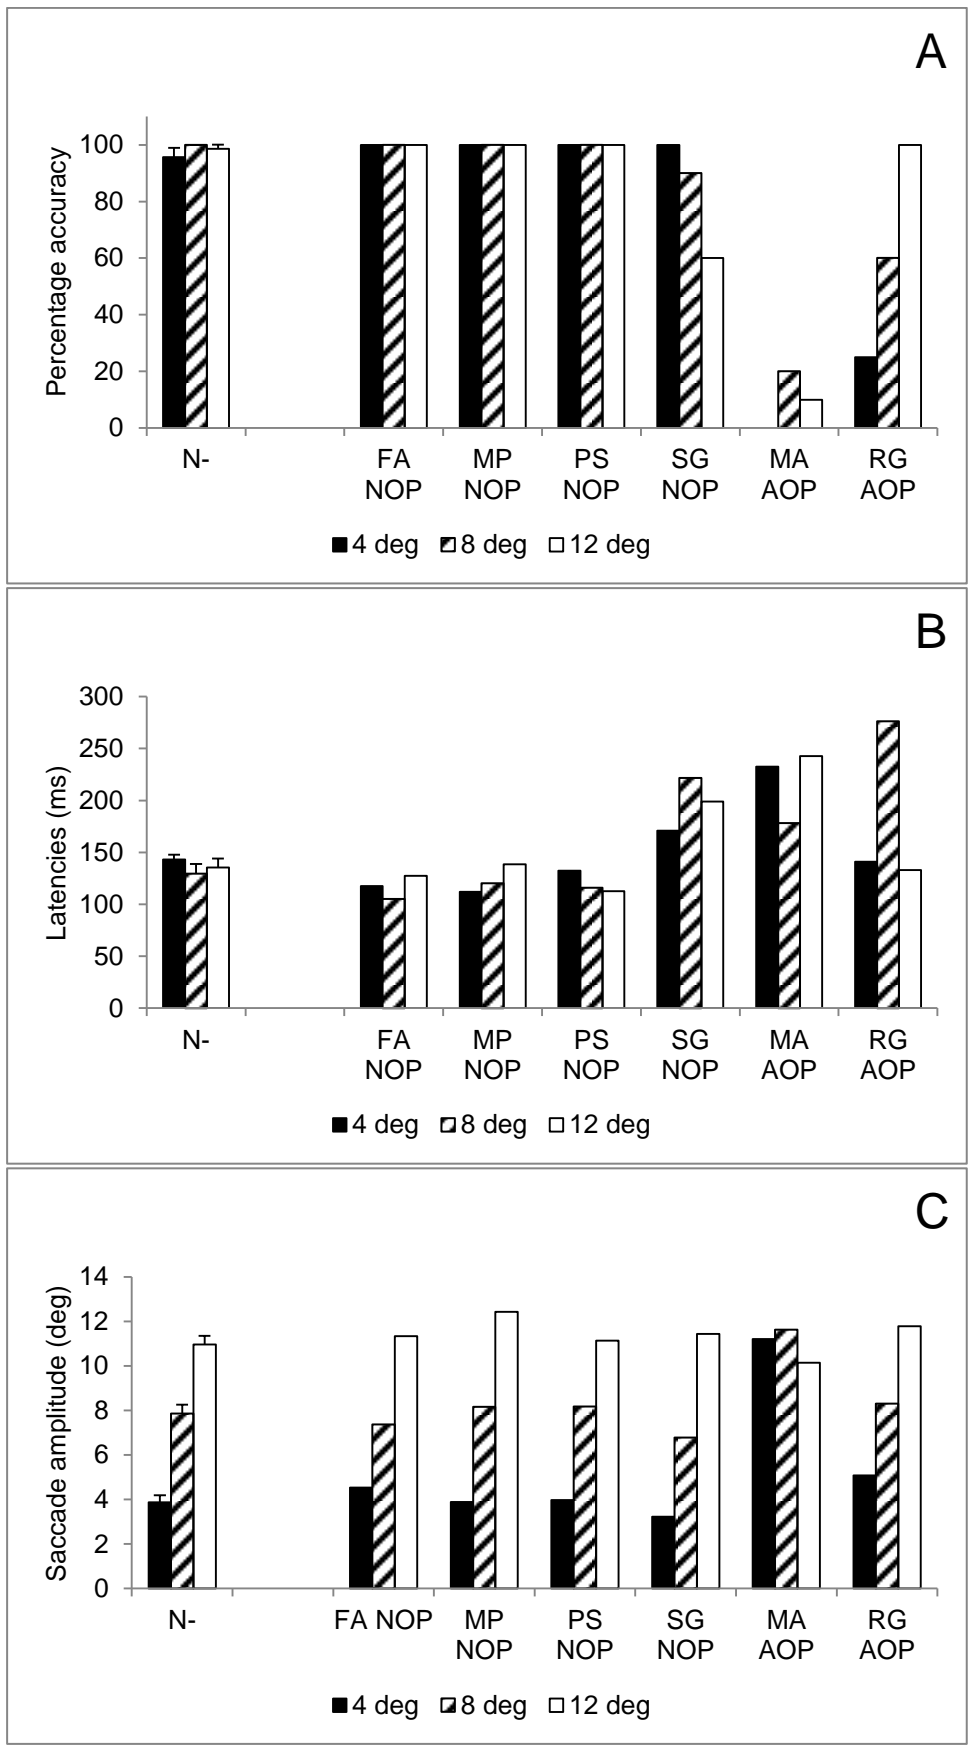 A
Percentage accuracy
100
80
60
40
20
0
N- FA MP PS SG MA RG
NOP NOP NOP NOP AOP AOP
4 deg 8 deg 12 deg
B
Latencies (ms)
300
250
200
150
100
50
0
N- FA MP PS SG MA RG
NOP NOP NOP NOP AOP AOP
4 deg 8 deg 12 deg
C
Saccade amplitude (deg)
14
12
10
8
6
4
2
0
N- FA NOP MP PS SG MA RG
NOP NOP NOP AOP AOP
4 deg 8 deg 12 deg